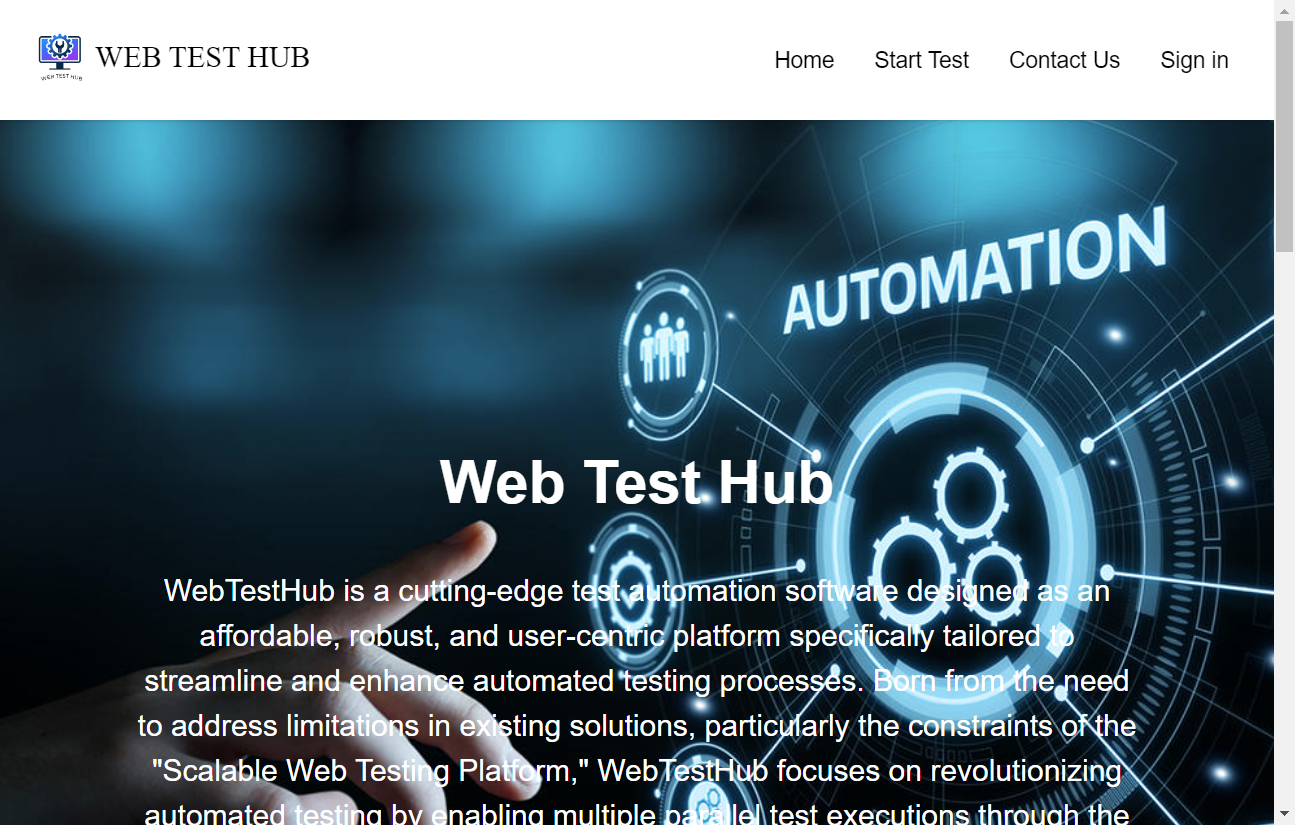 WEB TEST HUB
WEB TEST HUB
Home
Start Test
Contact Us
Sign in
AUTOMATION
Web Test Hub
WebTestHub is a cutting-edge test automation software designed as an
affordable, robust, and user-centric platform specifically tailored to
streamline and enhance automated testing processes. Born from the need
to address limitations in existing solutions, particularly the constraints of the
"Scalable Web Testing Platform," WebTestHub focuses on revolutionizing
automated testing by enabling multiple parallel test executions through the